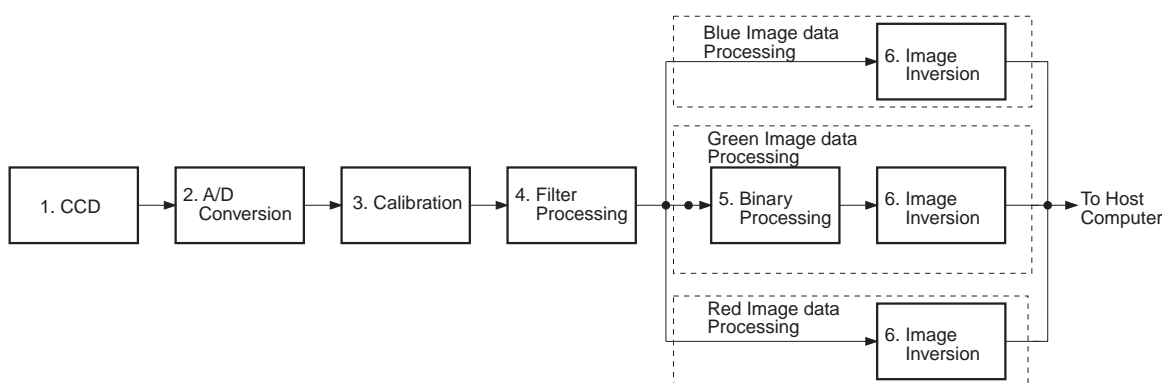 Blue Image data
Processing
6. Image
Inversion
Green Image data
Processing
1. CCD
2. A/D
Conversion
3. Calibration
4. Filter
Processing
5. Binary
Processing
6. Image
Inversion
To Host
Computer
Red Image data
Processing
6. Image
Inversion